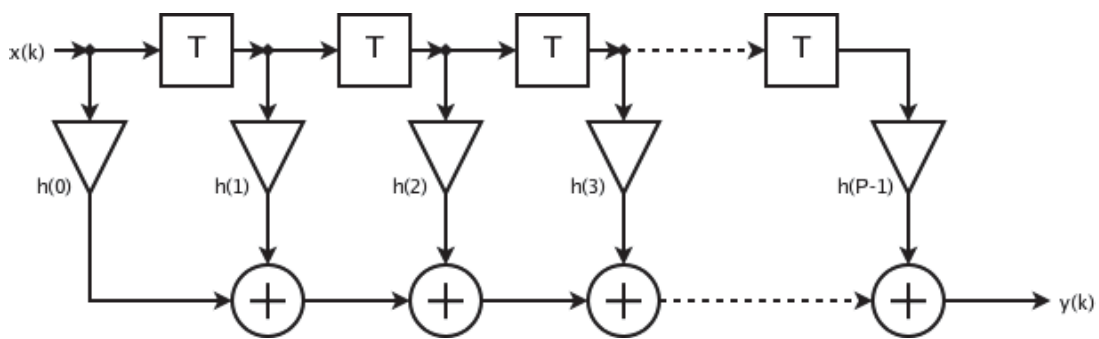 x(k) T T T T
h(0) h(1) h(2) h(3) h(P-1)
+ + + + y(k)